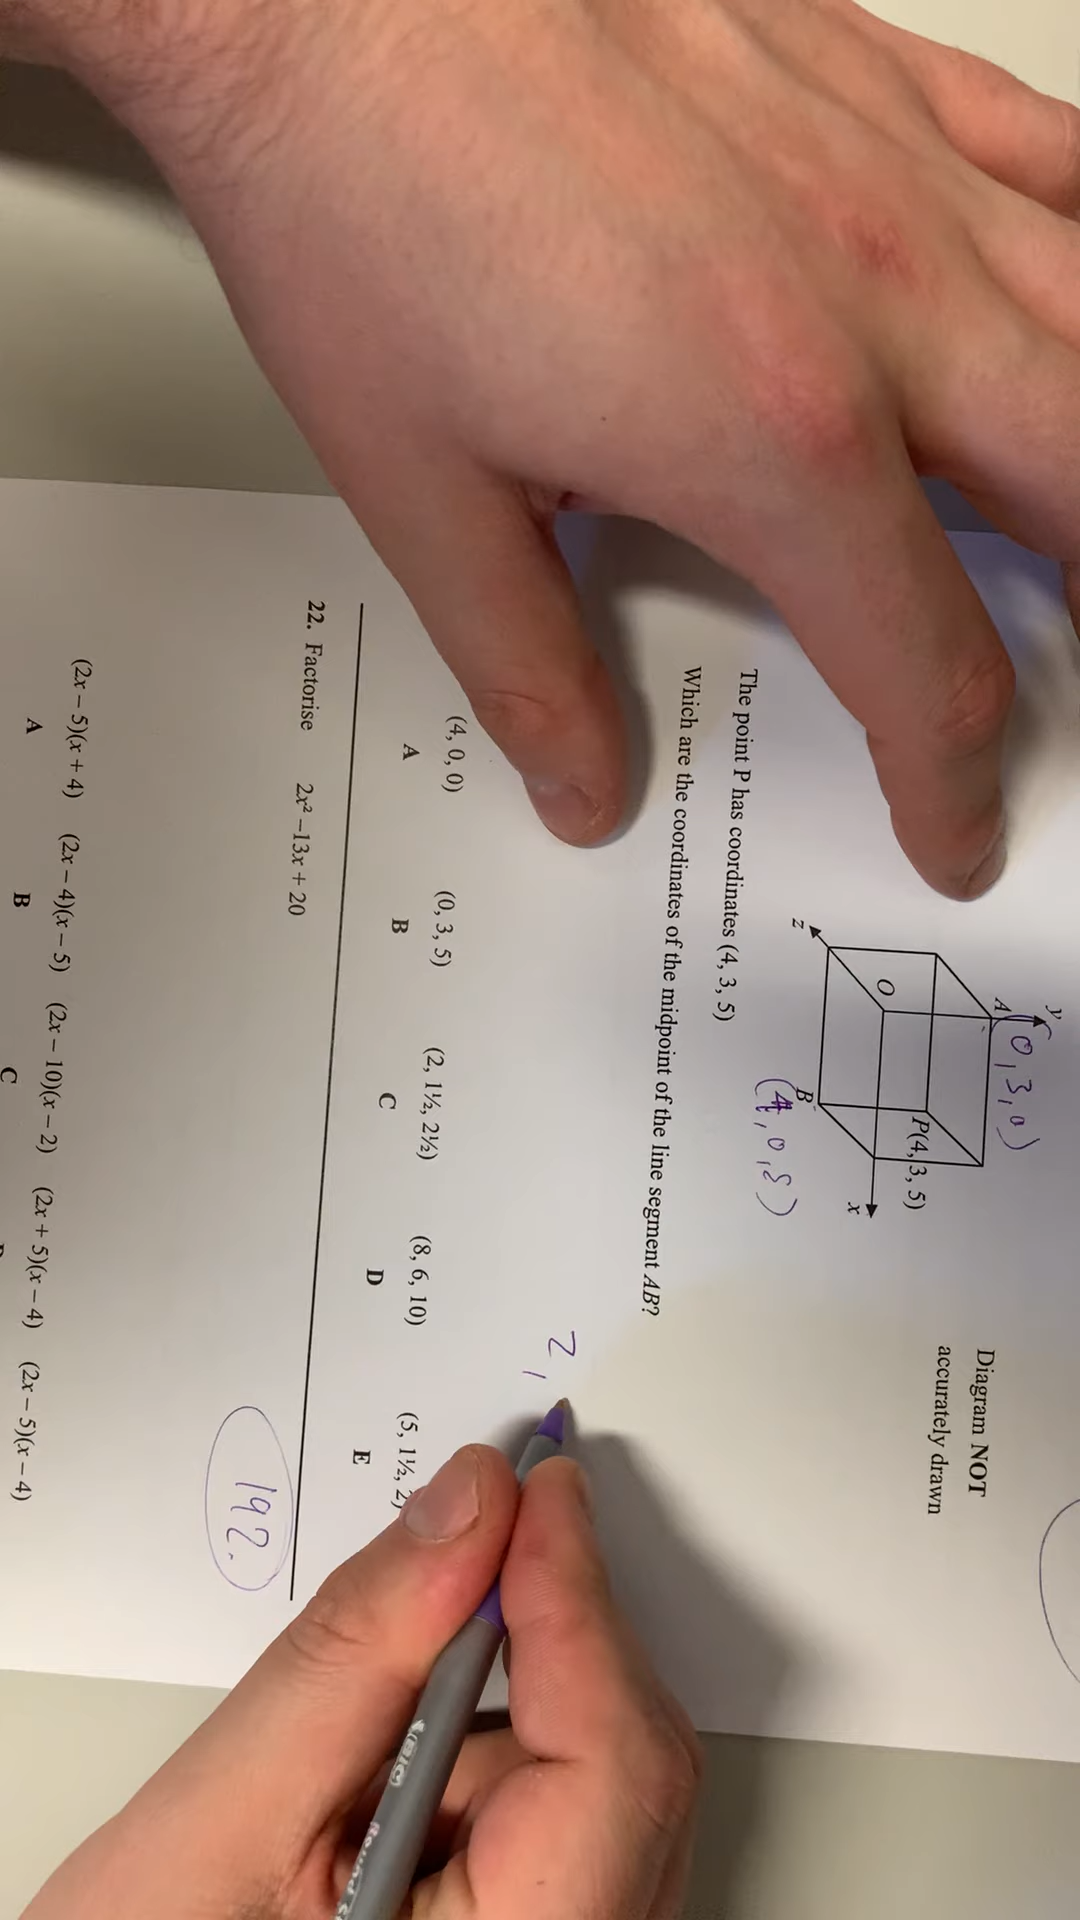 y
A (0, 3, 0)
Diagram NOT
accurately drawn
P(4, 3, 5)
O
x
z
B
(4, 0, 5)
The point P has coordinates (4, 3, 5)
Which are the coordinates of the midpoint of the line segment AB?
2,
(4, 0, 0) (0, 3, 5) (2, 1½, 2½) (8, 6, 10) (5, 1½, 2)
A B C D E
22. Factorise 2x² – 13x + 20
192.
(2x – 5)(x + 4) (2x – 4)(x – 5) (2x – 10)(x – 2) (2x + 5)(x – 4) (2x – 5)(x – 4)
A B C
BIC